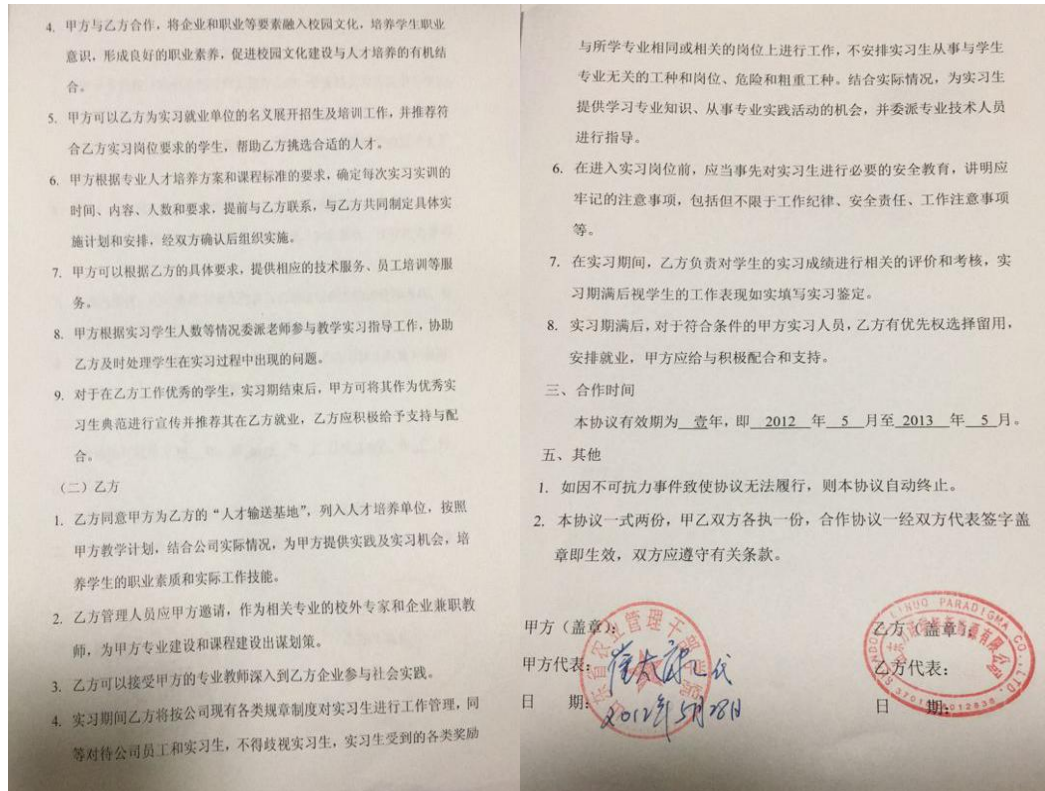 4. 甲方与乙方合作，将企业和职业等要素融入校园文化，培养学生职业
意识，形成良好的职业素养，促进校园文化建设与人才培养的有机结
合。
5. 甲方可以乙方为实习就业单位的名义展开招生及培训工作，并推荐符
合乙方实习岗位要求的学生，帮助乙方挑选合适的人才。
6. 甲方根据专业人才培养方案和课程标准的要求，确定每次实习实训的
时间、内容、人数和要求，提前与乙方联系，与乙方共同制定具体实
施计划和安排，经双方确认后组织实施。
7. 甲方可以根据乙方的具体要求，提供相应的技术服务、员工培训等服
务。
8. 甲方根据实习学生人数等情况委派老师参与教学实习指导工作，协助
乙方及时处理学生在实习过程中出现的问题。
9. 对于在乙方工作优秀的学生，实习期结束后，甲方可将其作为优秀实
习生典范进行宣传并推荐其在乙方就业，乙方应积极给予支持与配
合。
（二）乙方
1. 乙方同意甲方为乙方的“人才输送基地”，列入人才培养单位，按照
甲方教学计划，结合公司实际情况，为甲方提供实践及实习机会，培
养学生的职业素质和实际工作技能。
2. 乙方管理人员应甲方邀请，作为相关专业的校外专家和企业兼职教
师，为甲方专业建设和课程建设出谋划策。
3. 乙方可以接受甲方的专业教师深入到乙方企业参与社会实践。
4. 实习期间乙方将按公司现有各类规章制度对实习生进行工作管理，同
等对待公司员工和实习生，不得歧视实习生，实习生受到的各类奖励
与所学专业相同或相关的岗位上进行工作，不安排实习生从事与学生
专业无关的工种和岗位、危险和粗重工种。结合实际情况，为实习生
提供学习专业知识、从事专业实践活动的机会，并委派专业技术人员
进行指导。
6. 在进入实习岗位前，应当事先对实习生进行必要的安全教育，讲明应
牢记的注意事项，包括但不限于工作纪律、安全责任、工作注意事项
等。
7. 在实习期间，乙方负责对学生的实习成绩进行相关的评价和考核，实
习期满后视学生的工作表现如实填写实习鉴定。
8. 实习期满后，对于符合条件的甲方实习人员，乙方有优先权选择留用，
安排就业，甲方应给与积极配合和支持。
三、合作时间
本协议有效期为 壹年，即 2012 年 5 月至 2013 年 5 月。
五、其他
1. 如因不可抗力事件致使协议无法履行，则本协议自动终止。
2. 本协议一式两份，甲乙双方各执一份，合作协议一经双方代表签字盖
章即生效，双方应遵守有关条款。
甲方（盖章）：
乙方（盖章）：
甲方代表：
乙方代表：
日 期：2012年5月28日
日 期：
省农业管理干部学院
LINUO PARADIGMA CO.,LTD.